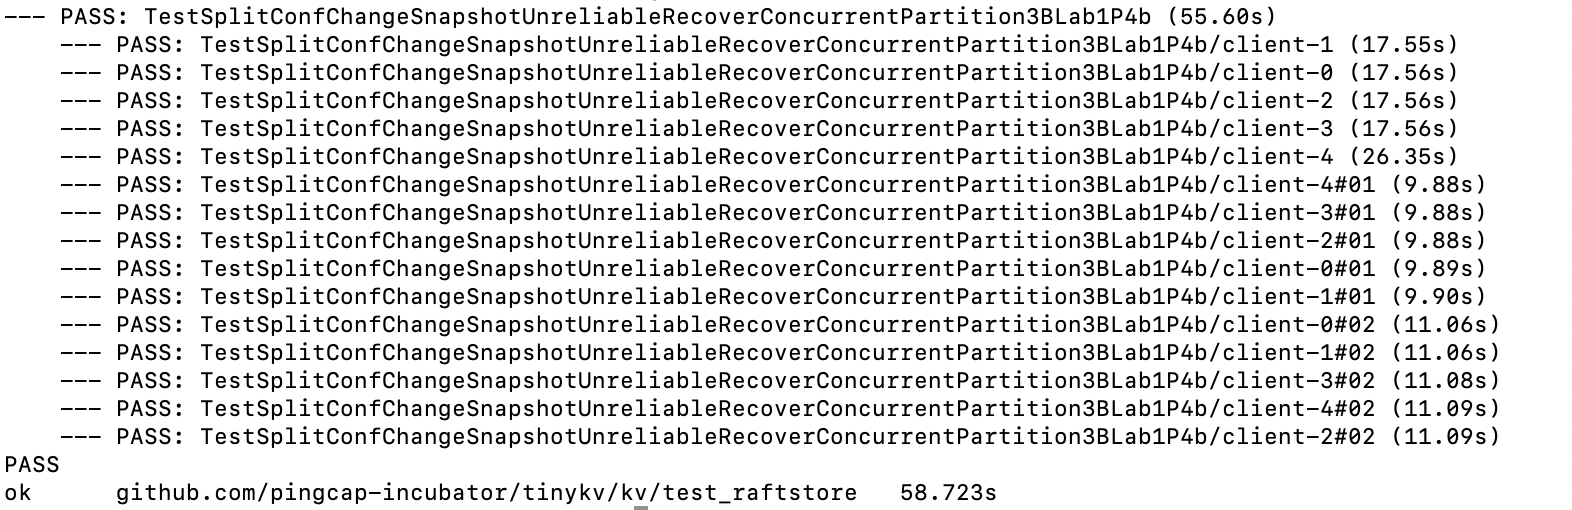 --- PASS: TestSplitConfChangeSnapshotUnreliableRecoverConcurrentPartition3BLab1P4b (55.60s)
    --- PASS: TestSplitConfChangeSnapshotUnreliableRecoverConcurrentPartition3BLab1P4b/client-1 (17.55s)
    --- PASS: TestSplitConfChangeSnapshotUnreliableRecoverConcurrentPartition3BLab1P4b/client-0 (17.56s)
    --- PASS: TestSplitConfChangeSnapshotUnreliableRecoverConcurrentPartition3BLab1P4b/client-2 (17.56s)
    --- PASS: TestSplitConfChangeSnapshotUnreliableRecoverConcurrentPartition3BLab1P4b/client-3 (17.56s)
    --- PASS: TestSplitConfChangeSnapshotUnreliableRecoverConcurrentPartition3BLab1P4b/client-4 (26.35s)
    --- PASS: TestSplitConfChangeSnapshotUnreliableRecoverConcurrentPartition3BLab1P4b/client-4#01 (9.88s)
    --- PASS: TestSplitConfChangeSnapshotUnreliableRecoverConcurrentPartition3BLab1P4b/client-3#01 (9.88s)
    --- PASS: TestSplitConfChangeSnapshotUnreliableRecoverConcurrentPartition3BLab1P4b/client-2#01 (9.88s)
    --- PASS: TestSplitConfChangeSnapshotUnreliableRecoverConcurrentPartition3BLab1P4b/client-0#01 (9.89s)
    --- PASS: TestSplitConfChangeSnapshotUnreliableRecoverConcurrentPartition3BLab1P4b/client-1#01 (9.90s)
    --- PASS: TestSplitConfChangeSnapshotUnreliableRecoverConcurrentPartition3BLab1P4b/client-0#02 (11.06s)
    --- PASS: TestSplitConfChangeSnapshotUnreliableRecoverConcurrentPartition3BLab1P4b/client-1#02 (11.06s)
    --- PASS: TestSplitConfChangeSnapshotUnreliableRecoverConcurrentPartition3BLab1P4b/client-3#02 (11.08s)
    --- PASS: TestSplitConfChangeSnapshotUnreliableRecoverConcurrentPartition3BLab1P4b/client-4#02 (11.09s)
    --- PASS: TestSplitConfChangeSnapshotUnreliableRecoverConcurrentPartition3BLab1P4b/client-2#02 (11.09s)
PASS
ok      github.com/pingcap-incubator/tinykv/kv/test_raftstore   58.723s